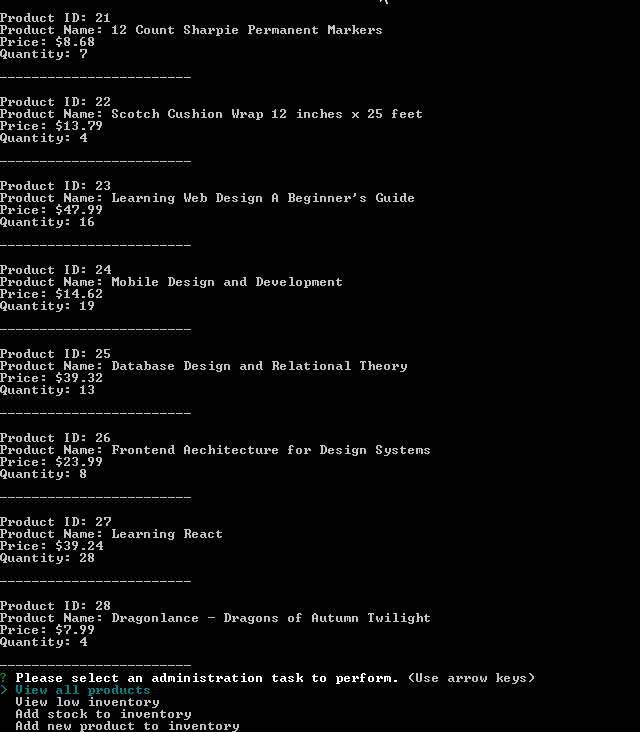 Product ID: 21
Product Name: 12 Count Sharpie Permanent Markers
Price: $8.68
Quantity: 7
------------------------
Product ID: 22
Product Name: Scotch Cushion Wrap 12 inches x 25 feet
Price: $13.79
Quantity: 4
------------------------
Product ID: 23
Product Name: Learning Web Design A Beginner's Guide
Price: $47.99
Quantity: 16
------------------------
Product ID: 24
Product Name: Mobile Design and Development
Price: $14.62
Quantity: 19
------------------------
Product ID: 25
Product Name: Database Design and Relational Theory
Price: $39.32
Quantity: 13
------------------------
Product ID: 26
Product Name: Frontend Aechitecture for Design Systems
Price: $23.99
Quantity: 8
------------------------
Product ID: 27
Product Name: Learning React
Price: $39.24
Quantity: 28
------------------------
Product ID: 28
Product Name: Dragonlance - Dragons of Autumn Twilight
Price: $7.99
Quantity: 4
------------------------
? Please select an administration task to perform. (Use arrow keys)
> View all products
View low inventory
Add stock to inventory
Add new product to inventory